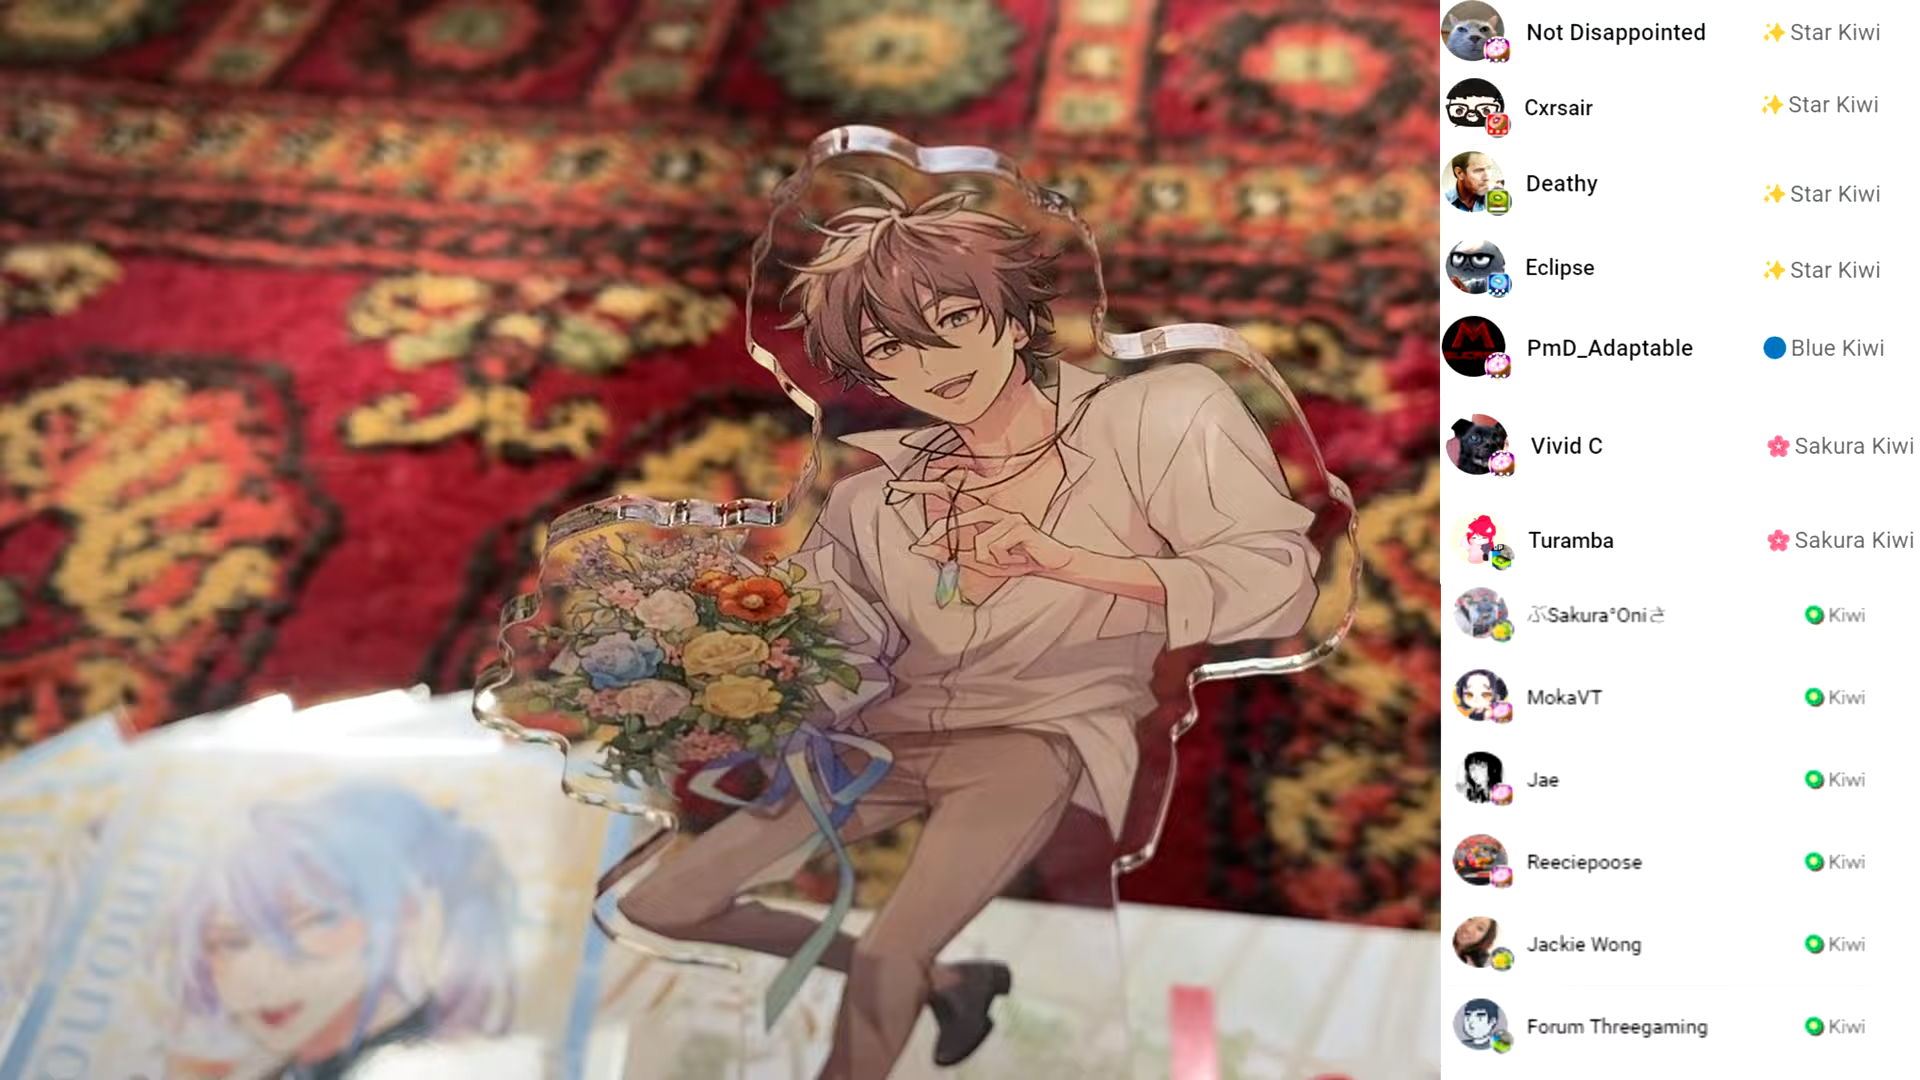 Not Disappointed ✨ Star Kiwi
Cxrsair ✨ Star Kiwi
Deathy ✨ Star Kiwi
Eclipse ✨ Star Kiwi
PmD_Adaptable 🔵 Blue Kiwi
Vivid C 🌸 Sakura Kiwi
Turamba 🌸 Sakura Kiwi
ぶSakura°Oniさ Kiwi
MokaVT Kiwi
Jae Kiwi
Reeciepoose Kiwi
Jackie Wong Kiwi
Forum Threegaming Kiwi